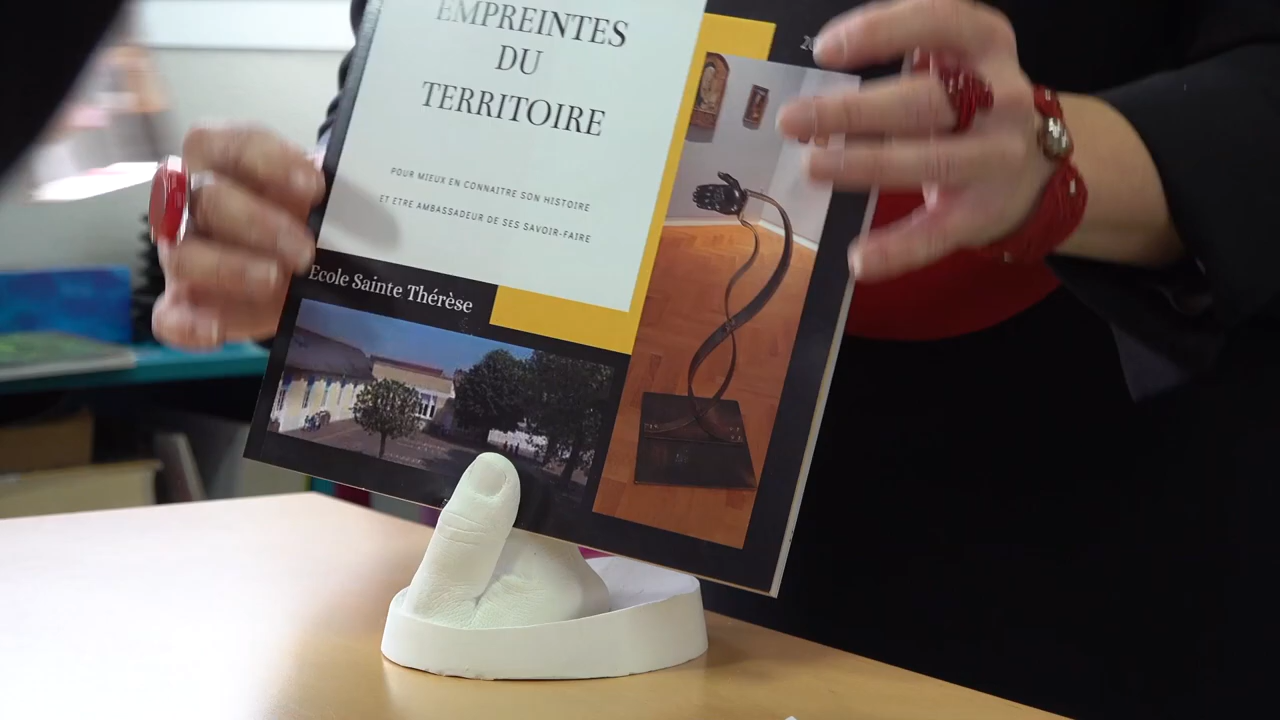 EMPREINTES
DU
TERRITOIRE
POUR MIEUX EN CONNAITRE SON HISTOIRE
ET ETRE AMBASSADEUR DE SES SAVOIR-FAIRE
Ecole Sainte Thérèse